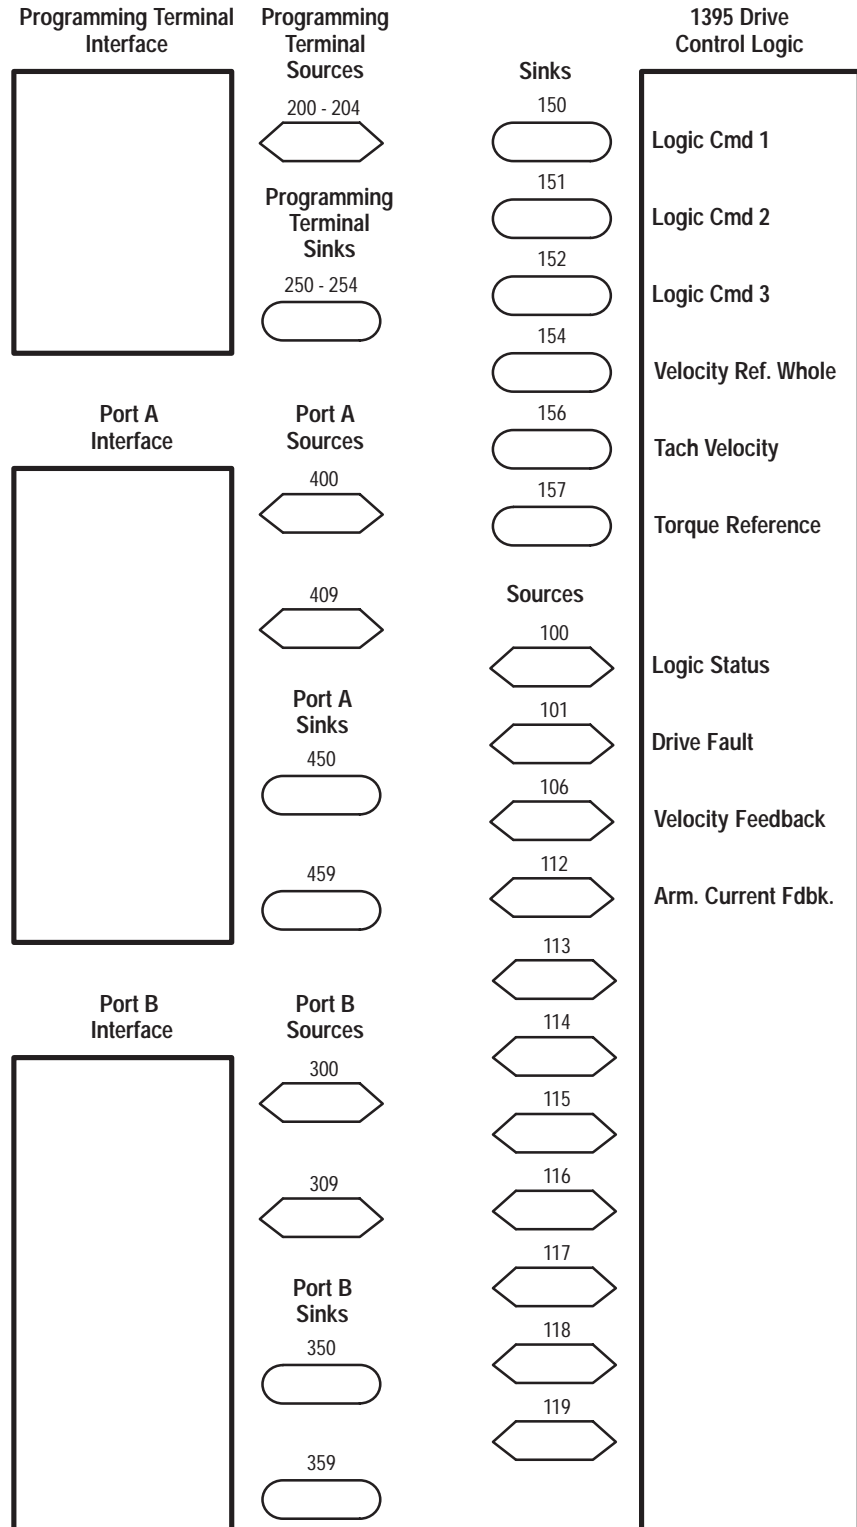 Programming Terminal
Interface
Programming
Terminal
Sources
200 - 204
Programming
Terminal
Sinks
250 - 254
Port A
Interface
Port A
Sources
400
409
Port A
Sinks
450
459
Port B
Interface
Port B
Sources
300
309
Port B
Sinks
350
359
Sinks
150
151
152
154
156
157
Sources
100
101
106
112
113
114
115
116
117
118
119
1395 Drive
Control Logic
Logic Cmd 1
Logic Cmd 2
Logic Cmd 3
Velocity Ref. Whole
Tach Velocity
Torque Reference
Logic Status
Drive Fault
Velocity Feedback
Arm. Current Fdbk.